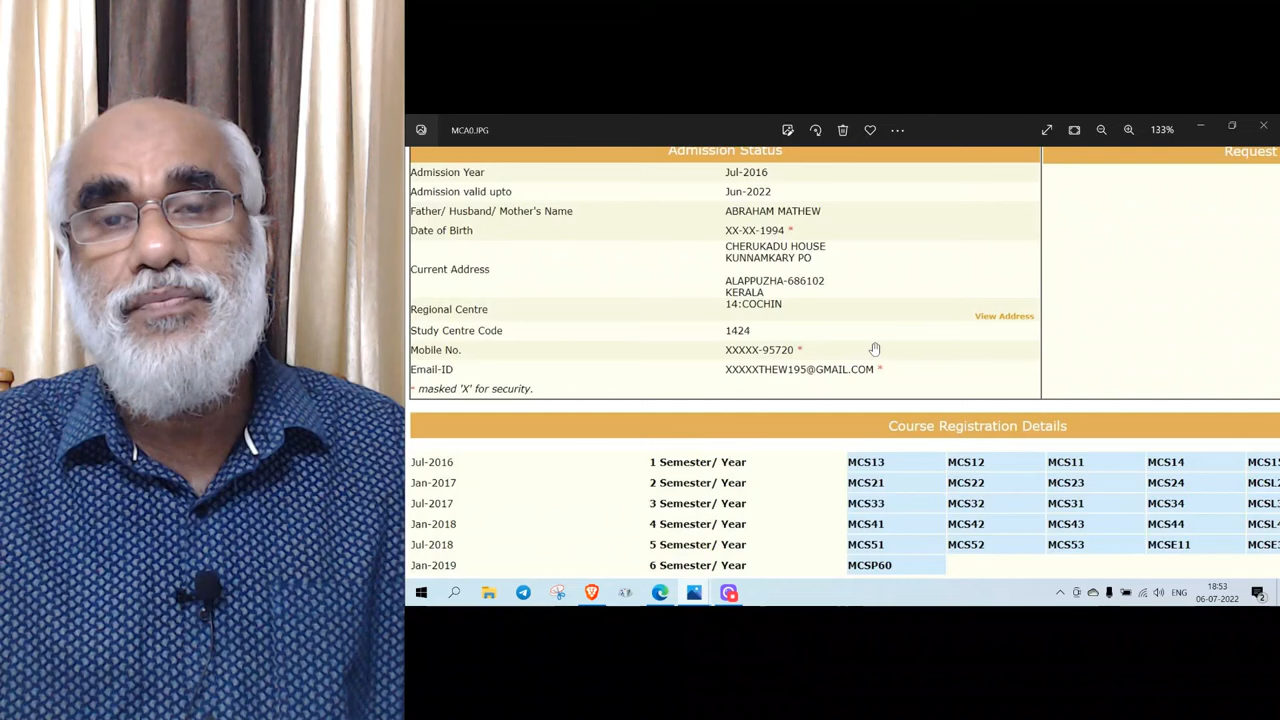 MCA0.JPG
133%
Admission Status
Request
Admission Year Jul-2016
Admission valid upto Jun-2022
Father/ Husband/ Mother's Name ABRAHAM MATHEW
Date of Birth XX-XX-1994 *
Current Address
CHERUKADU HOUSE
KUNNAMKARY PO
ALAPPUZHA-686102
KERALA
Regional Centre 14:COCHIN
View Address
Study Centre Code 1424
Mobile No. XXXXX-95720 *
Email-ID XXXXXTHEW195@GMAIL.COM *
* masked 'X' for security.
Course Registration Details
Jul-2016 1 Semester/ Year MCS13 MCS12 MCS11 MCS14
Jan-2017 2 Semester/ Year MCS21 MCS22 MCS23 MCS24
Jul-2017 3 Semester/ Year MCS33 MCS32 MCS31 MCS34
Jan-2018 4 Semester/ Year MCS41 MCS42 MCS43 MCS44
Jul-2018 5 Semester/ Year MCS51 MCS52 MCS53 MCSE11
Jan-2019 6 Semester/ Year MCSP60
ENG
18:53
06-07-2022
2